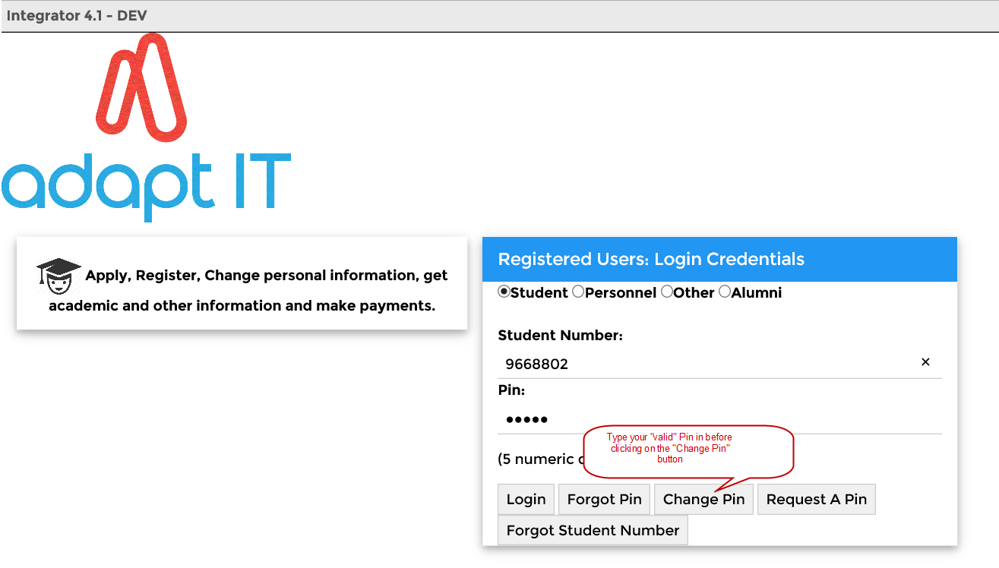 Integrator 4.1 - DEV
adapt IT
Apply, Register, Change personal information, get
academic and other information and make payments.
Registered Users: Login Credentials
Student Personnel Other Alumni
Student Number:
9668802 ×
Pin:
•••••
Type your "valid" Pin in before
clicking on the "Change Pin"
button
(5 numeric
Login Forgot Pin Change Pin Request A Pin
Forgot Student Number